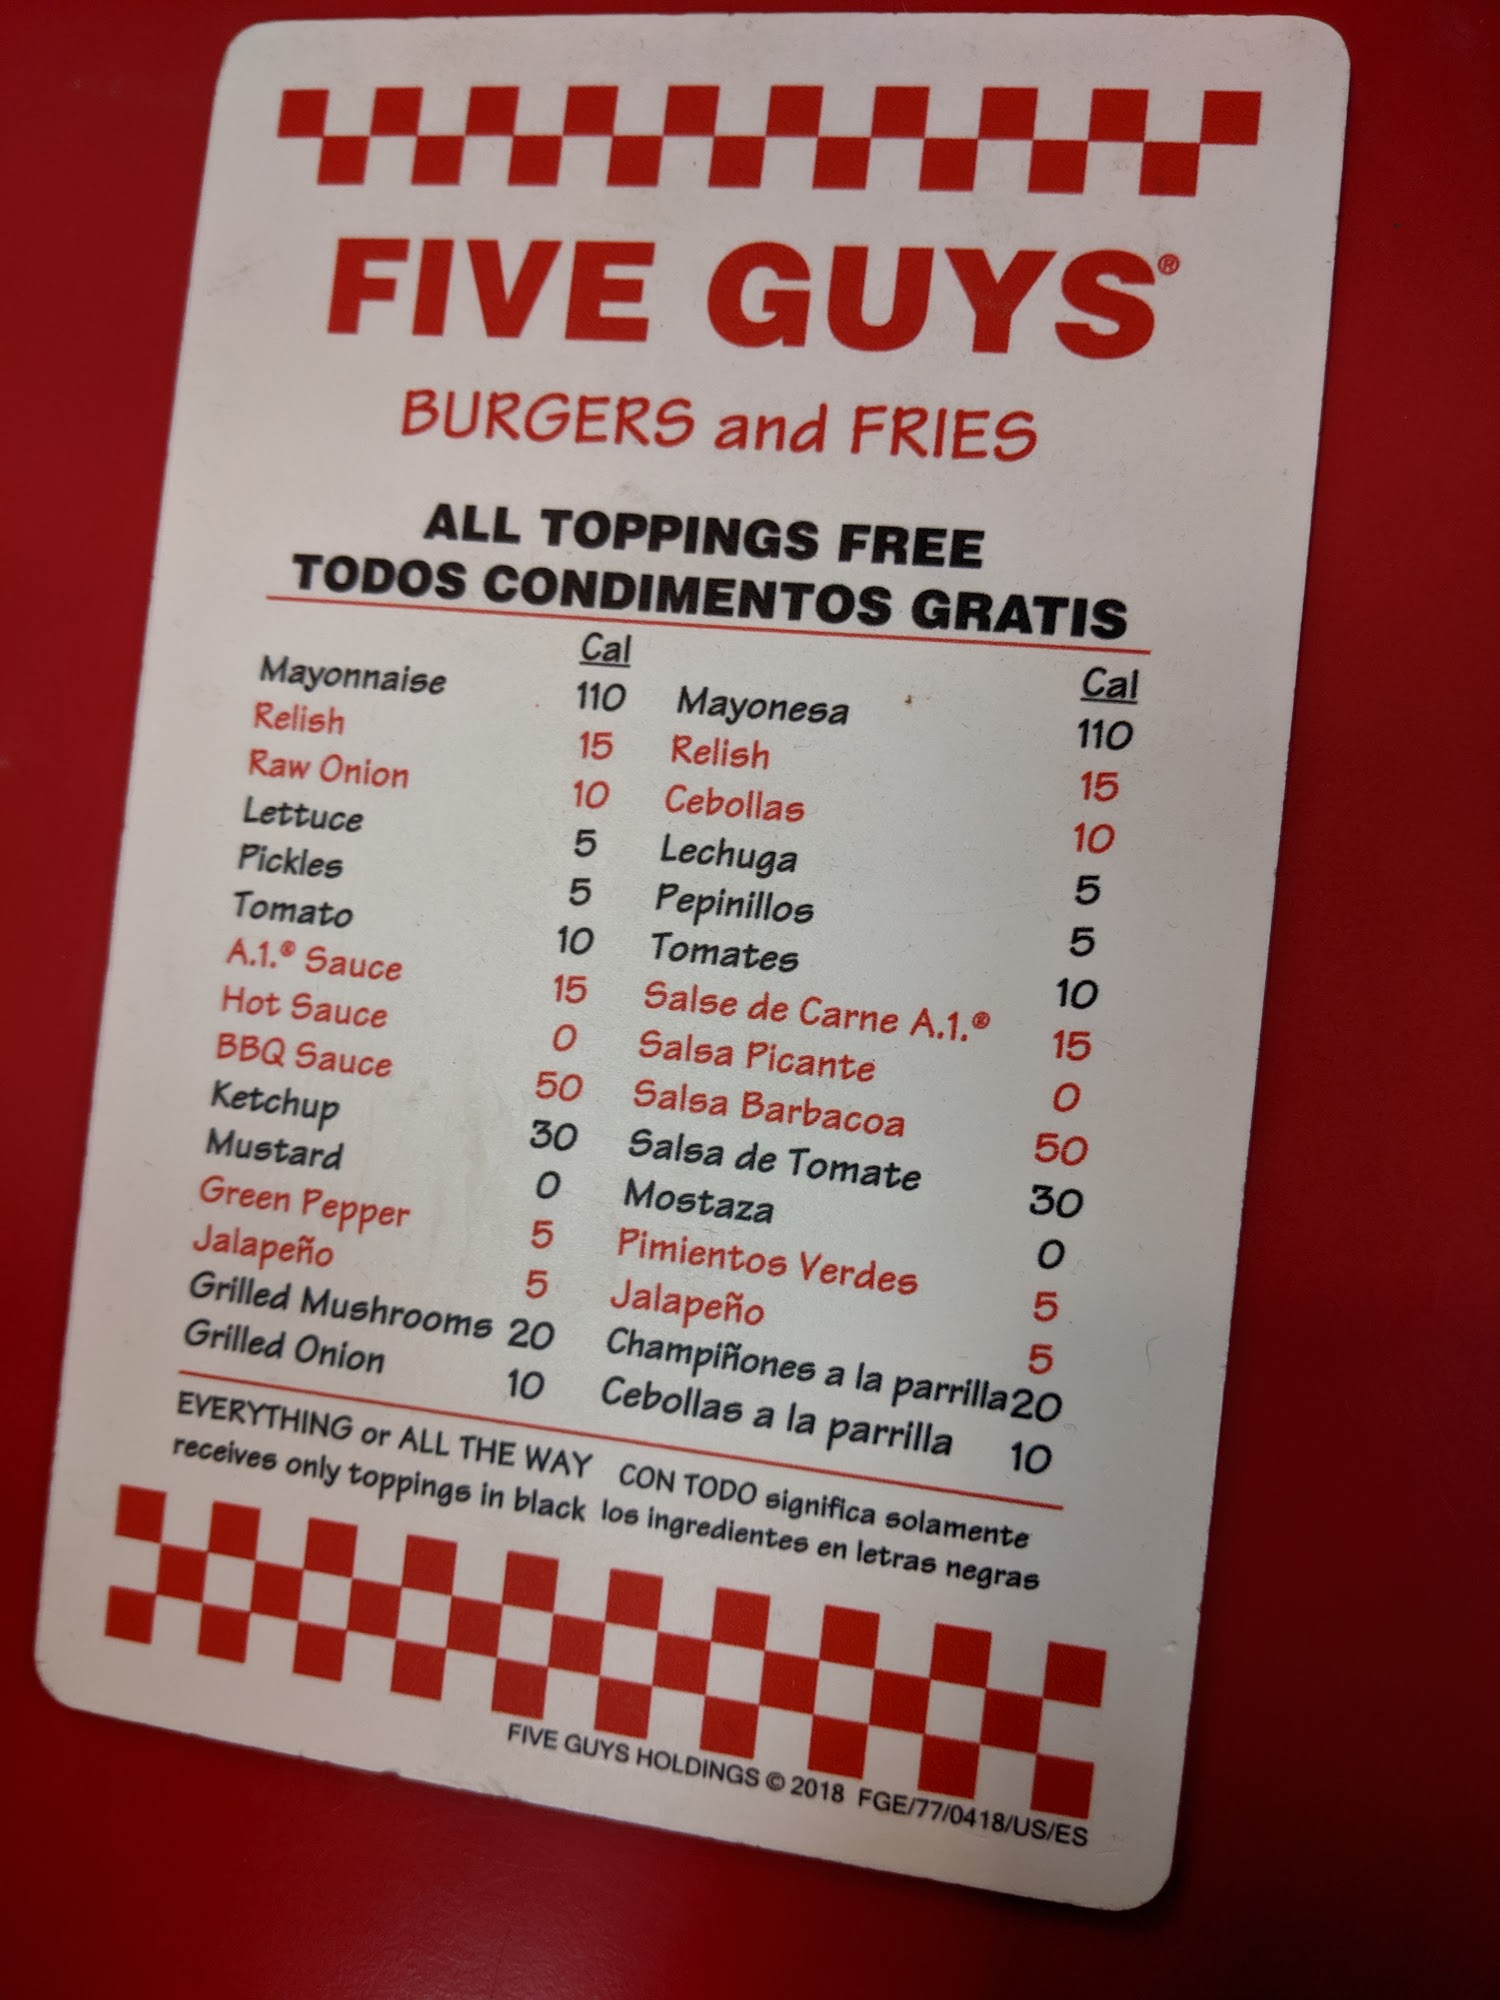 FIVE GUYS®
BURGERS and FRIES
ALL TOPPINGS FREE
TODOS CONDIMENTOS GRATIS
Cal Cal
Mayonnaise 110 Mayonesa 110
Relish 15 Relish 15
Raw Onion 10 Cebollas 10
Lettuce 5 Lechuga 5
Pickles 5 Pepinillos 5
Tomato 10 Tomates 10
A.1.® Sauce 15 Salse de Carne A.1.® 15
Hot Sauce 0 Salsa Picante 0
BBQ Sauce 50 Salsa Barbacoa 50
Ketchup 30 Salsa de Tomate 30
Mustard 0 Mostaza 0
Green Pepper 5 Pimientos Verdes 5
Jalapeño 5 Jalapeño 5
Grilled Mushrooms 20 Champiñones a la parrilla 20
Grilled Onion 10 Cebollas a la parrilla 10
EVERYTHING or ALL THE WAY
receives only toppings in black
CON TODO significa solamente
los ingredientes en letras negras
FIVE GUYS HOLDINGS © 2018 FGE/77/0418/US/ES